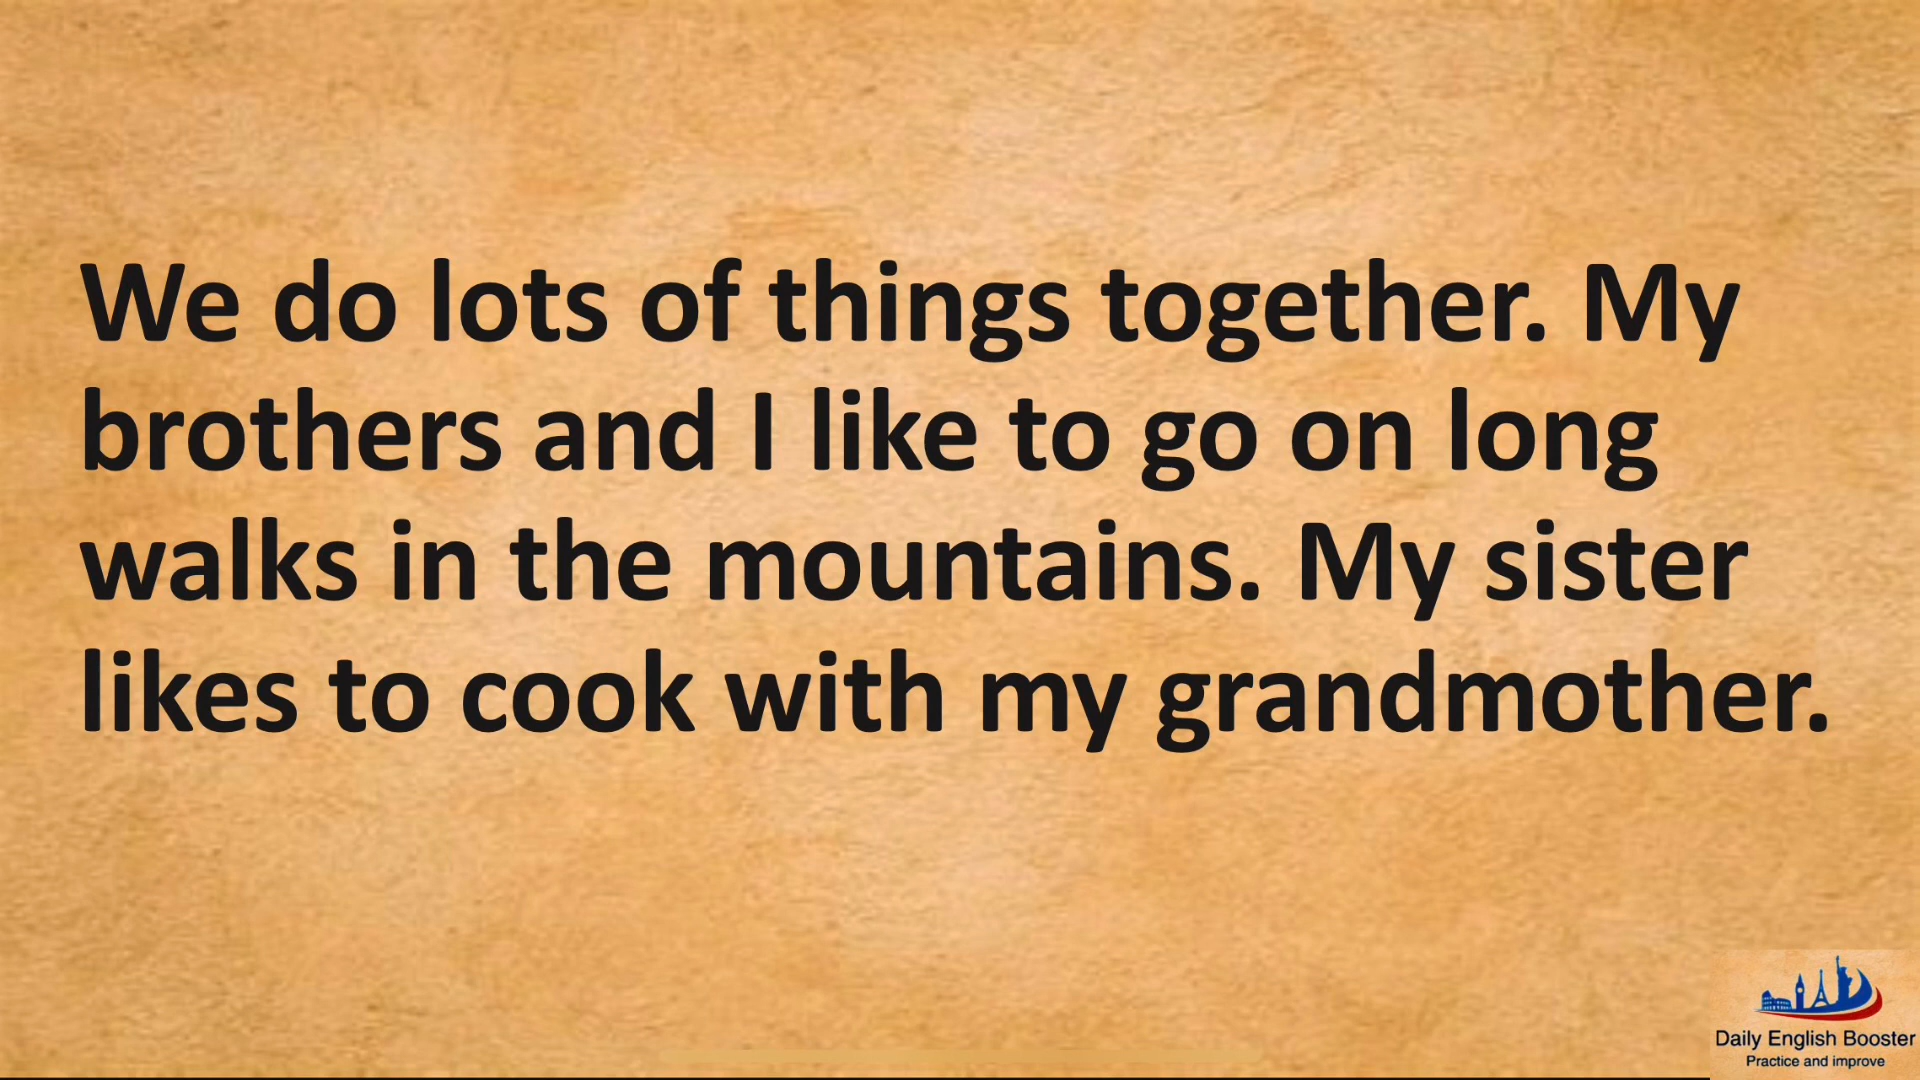 We do lots of things together. My
brothers and I like to go on long
walks in the mountains. My sister
likes to cook with my grandmother.
Daily English Booster
Practice and improve